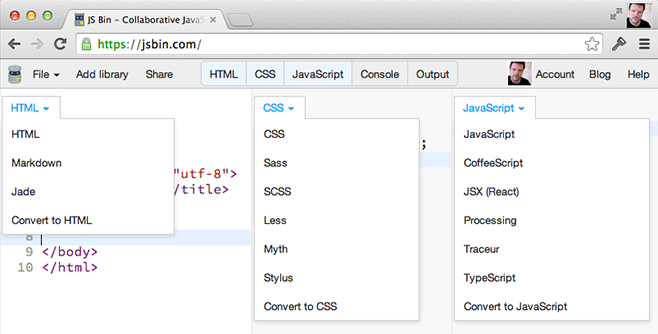 JS Bin - Collaborative JavaS
https://jsbin.com/
File Add library Share HTML CSS JavaScript Console Output Account Blog Help
HTML
HTML
Markdown
Jade
Convert to HTML
"utf-8">
/title>
8
9 </body>
10 </html>
CSS
CSS
Sass
SCSS
Less
Myth
Stylus
Convert to CSS
;
JavaScript
JavaScript
CoffeeScript
JSX (React)
Processing
Traceur
TypeScript
Convert to JavaScript